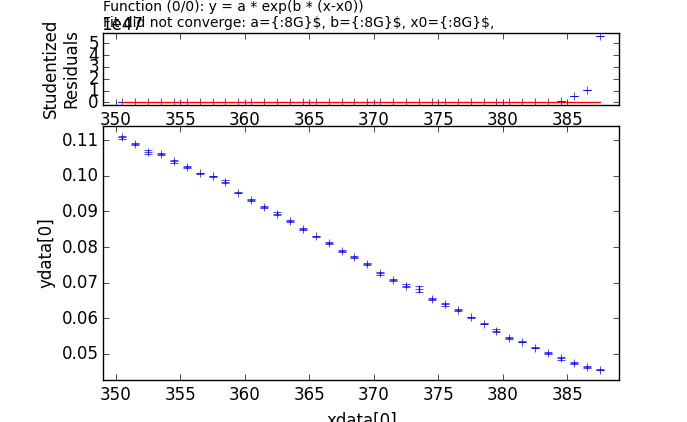 Function (0/0): y = a * exp(b * (x-x0))
Fit did not converge: a={:8G}$, b={:8G}$, x0={:8G}$,
1e47
Studentized
Residuals
5
4
3
2
1
0
350 355 360 365 370 375 380 385
ydata[0]
0.11
0.10
0.09
0.08
0.07
0.06
0.05
350 355 360 365 370 375 380 385
xdata[0]